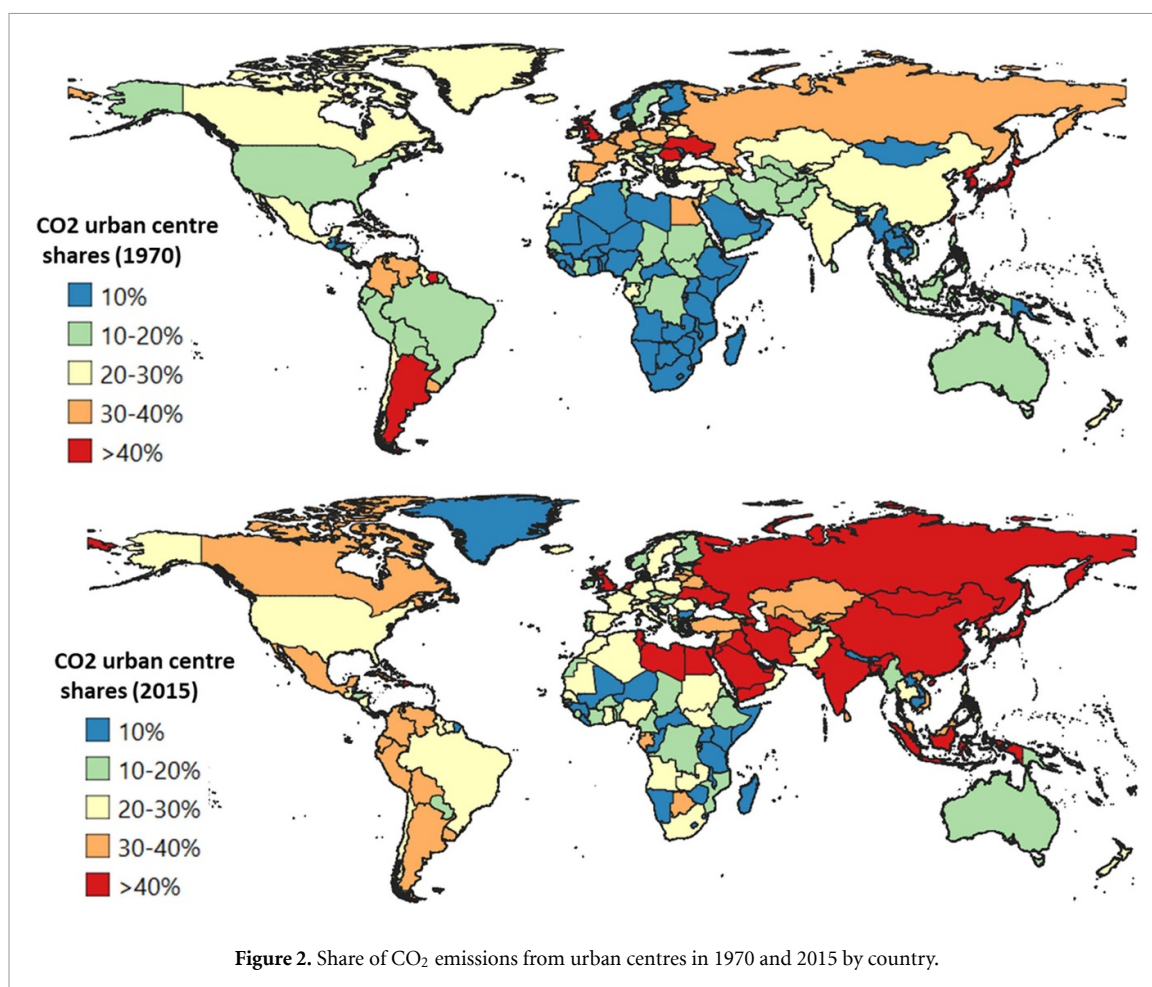 CO2 urban centre
shares (1970)
10%
10-20%
20-30%
30-40%
>40%
CO2 urban centre
shares (2015)
10%
10-20%
20-30%
30-40%
>40%
Figure 2. Share of CO₂ emissions from urban centres in 1970 and 2015 by country.